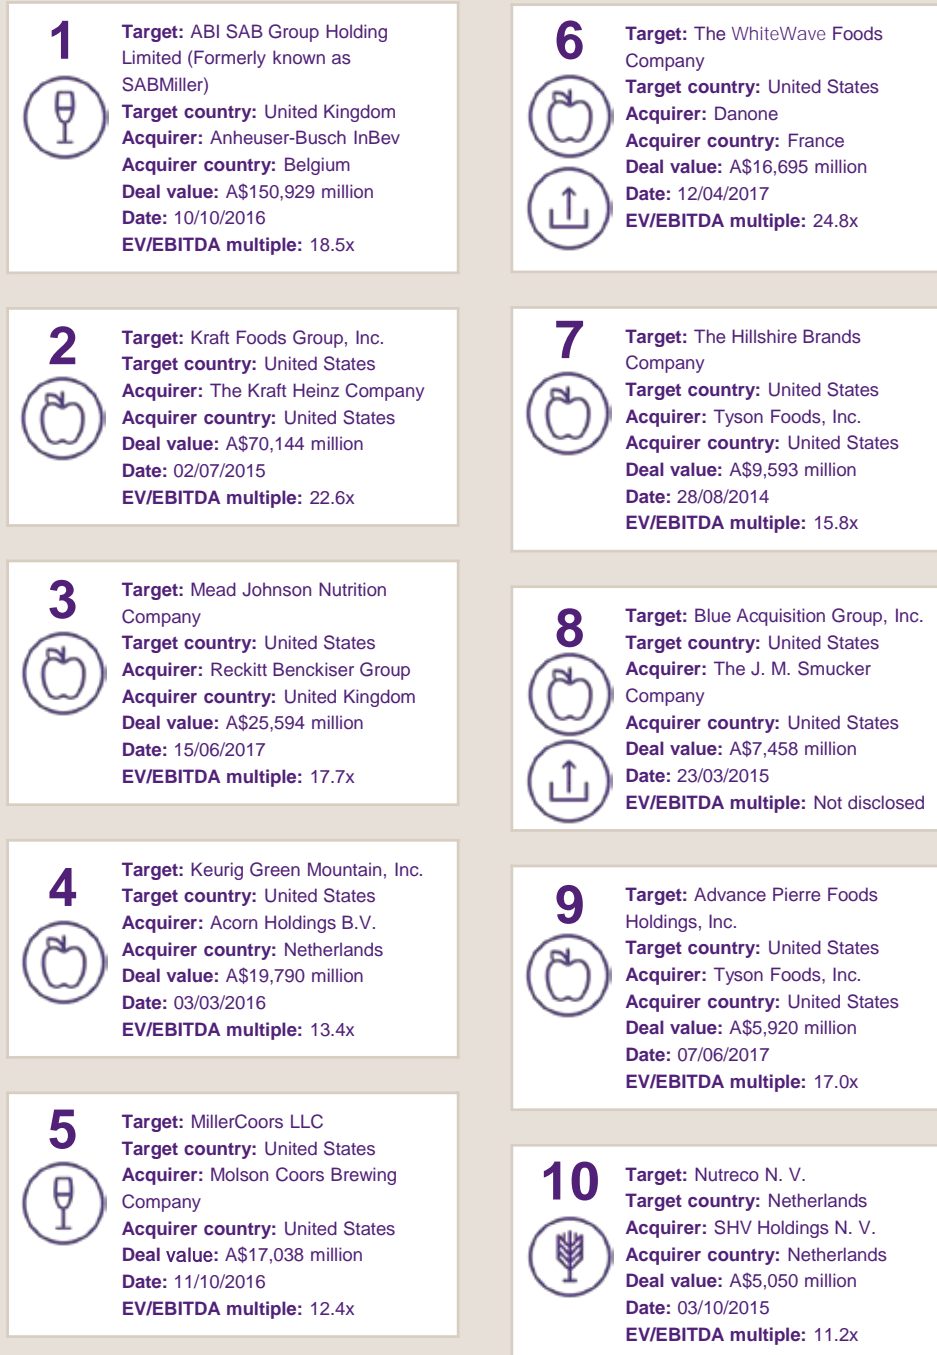 1
Target: ABI SAB Group Holding
Limited (Formerly known as
SABMiller)
Target country: United Kingdom
Acquirer: Anheuser-Busch InBev
Acquirer country: Belgium
Deal value: A$150,929 million
Date: 10/10/2016
EV/EBITDA multiple: 18.5x
2
Target: Kraft Foods Group, Inc.
Target country: United States
Acquirer: The Kraft Heinz Company
Acquirer country: United States
Deal value: A$70,144 million
Date: 02/07/2015
EV/EBITDA multiple: 22.6x
3
Target: Mead Johnson Nutrition
Company
Target country: United States
Acquirer: Reckitt Benckiser Group
Acquirer country: United Kingdom
Deal value: A$25,594 million
Date: 15/06/2017
EV/EBITDA multiple: 17.7x
4
Target: Keurig Green Mountain, Inc.
Target country: United States
Acquirer: Acorn Holdings B.V.
Acquirer country: Netherlands
Deal value: A$19,790 million
Date: 03/03/2016
EV/EBITDA multiple: 13.4x
5
Target: MillerCoors LLC
Target country: United States
Acquirer: Molson Coors Brewing
Company
Acquirer country: United States
Deal value: A$17,038 million
Date: 11/10/2016
EV/EBITDA multiple: 12.4x
6
Target: The WhiteWave Foods
Company
Target country: United States
Acquirer: Danone
Acquirer country: France
Deal value: A$16,695 million
Date: 12/04/2017
EV/EBITDA multiple: 24.8x
7
Target: The Hillshire Brands
Company
Target country: United States
Acquirer: Tyson Foods, Inc.
Acquirer country: United States
Deal value: A$9,593 million
Date: 28/08/2014
EV/EBITDA multiple: 15.8x
8
Target: Blue Acquisition Group, Inc.
Target country: United States
Acquirer: The J. M. Smucker
Company
Acquirer country: United States
Deal value: A$7,458 million
Date: 23/03/2015
EV/EBITDA multiple: Not disclosed
9
Target: Advance Pierre Foods
Holdings, Inc.
Target country: United States
Acquirer: Tyson Foods, Inc.
Acquirer country: United States
Deal value: A$5,920 million
Date: 07/06/2017
EV/EBITDA multiple: 17.0x
10
Target: Nutreco N. V.
Target country: Netherlands
Acquirer: SHV Holdings N. V.
Acquirer country: Netherlands
Deal value: A$5,050 million
Date: 03/10/2015
EV/EBITDA multiple: 11.2x